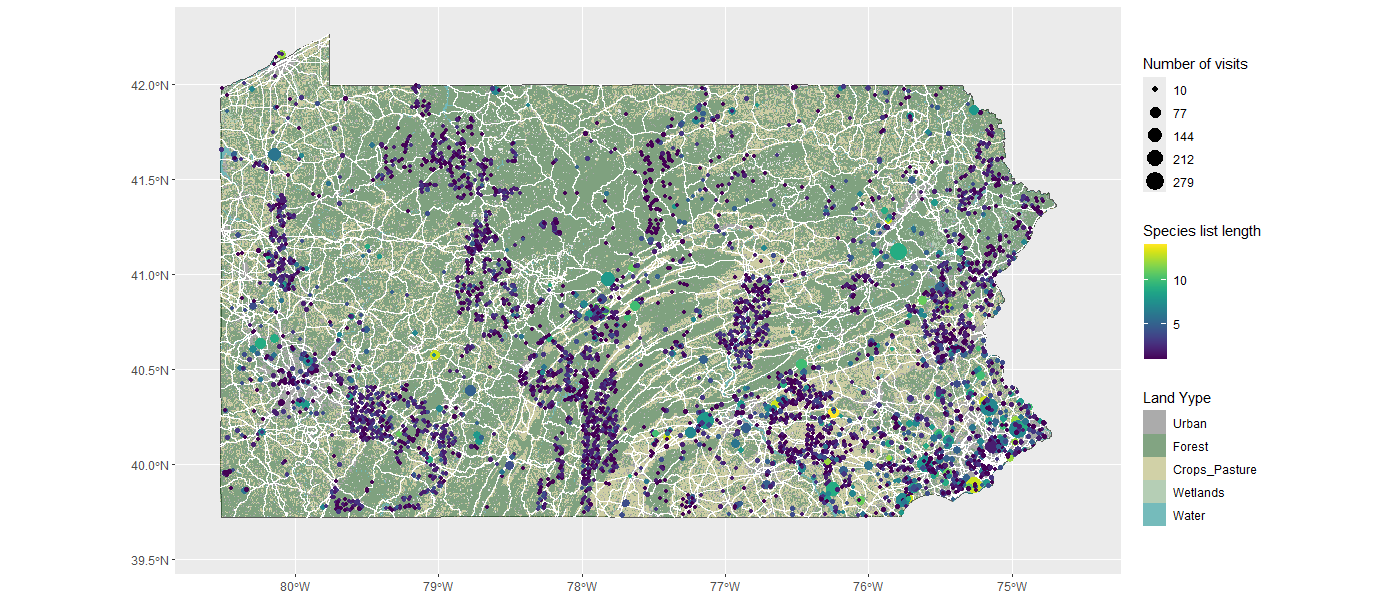 42.0°N
41.5°N
41.0°N
40.5°N
40.0°N
39.5°N
80°W
79°W
78°W
77°W
76°W
75°W
Number of visits
10
77
144
212
279
Species list length
10
5
Land Type
Urban
Forest
Crops_Pasture
Wetlands
Water